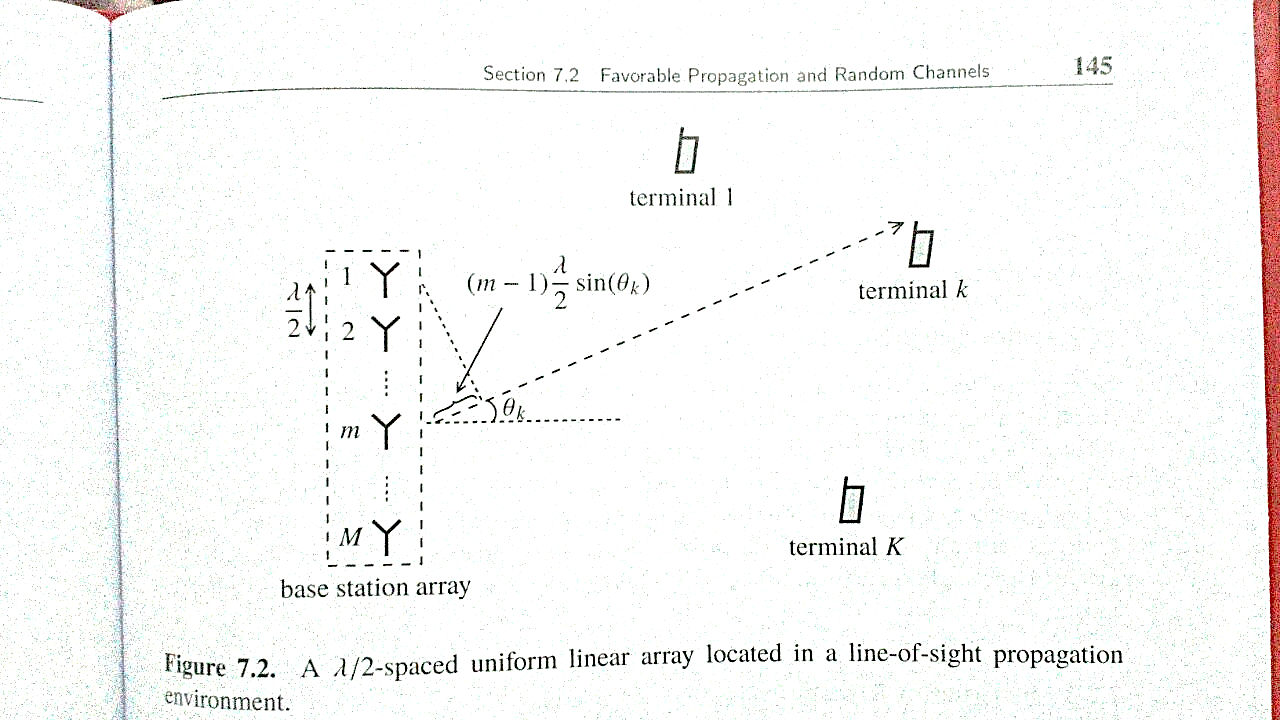 Section 7.2 Favorable Propagation and Random Channels 145
terminal 1
terminal k
(m − 1) λ/2 sin(θk)
λ/2
1
2
m
M
θk
terminal K
base station array
Figure 7.2. A λ/2-spaced uniform linear array located in a line-of-sight propagation
environment.